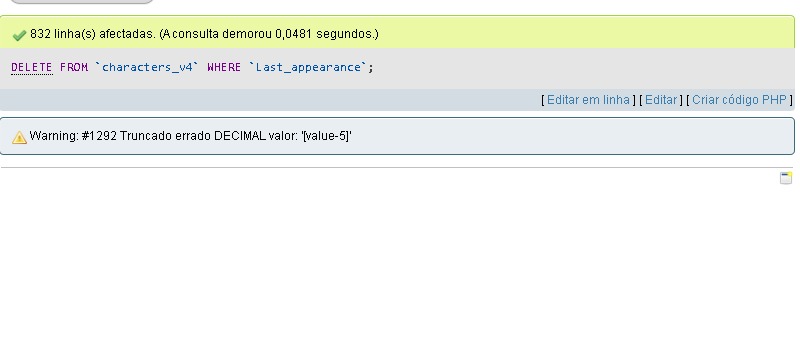 832 linha(s) afectadas. (A consulta demorou 0,0481 segundos.)
DELETE FROM `characters_v4` WHERE `Last_appearance`;
[ Editar em linha ] [ Editar ] [ Criar código PHP ]
Warning: #1292 Truncado errado DECIMAL valor: '[value-5]'